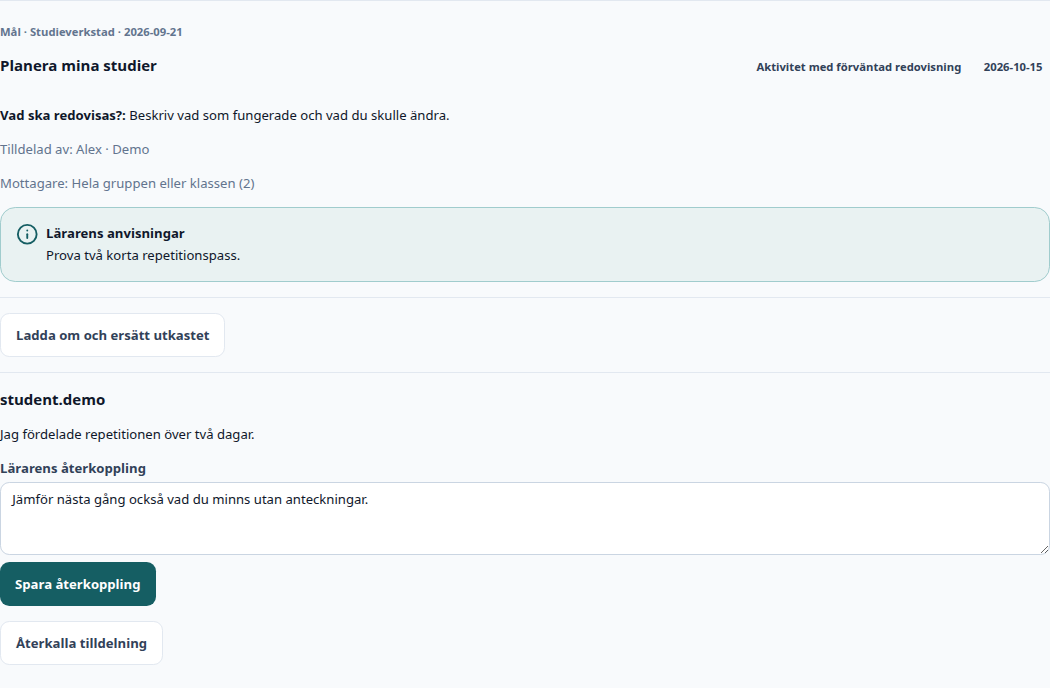 Mål · Studieverkstad · 2026-09-21
Planera mina studier
Aktivitet med förväntad redovisning 2026-10-15
Vad ska redovisas?: Beskriv vad som fungerade och vad du skulle ändra.
Tilldelad av: Alex · Demo
Mottagare: Hela gruppen eller klassen (2)
Lärarens anvisningar
Prova två korta repetitionspass.
Ladda om och ersätt utkastet
student.demo
Jag fördelade repetitionen över två dagar.
Lärarens återkoppling
Jämför nästa gång också vad du minns utan anteckningar.
Spara återkoppling
Återkalla tilldelning